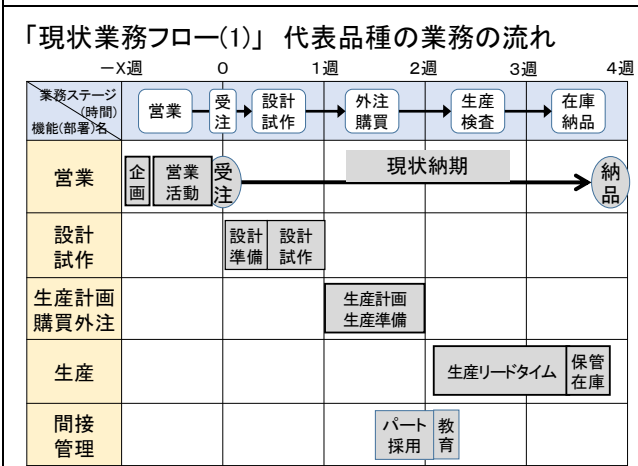 「現状業務フロー(1)」 代表品種の業務の流れ
－X週 0 1週 2週 3週 4週
業務ステージ
(時間)
機能(部署)名
営業
受
注
設計
試作
外注
購買
生産
検査
在庫
納品
営業
企
画
営業
活動
受
注
現状納期
納
品
設計
試作
設計
準備
設計
試作
生産計画
購買外注
生産計画
生産準備
生産
生産リードタイム
保管
在庫
間接
管理
パート
採用
教
育